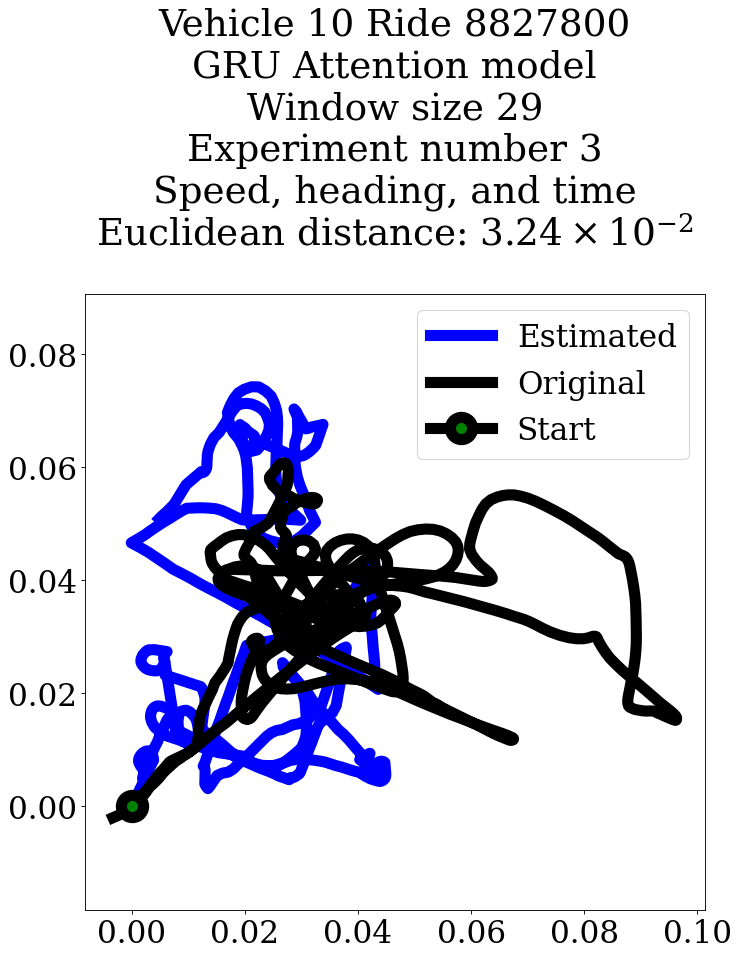 Vehicle 10 Ride 8827800
GRU Attention model
Window size 29
Experiment number 3
Speed, heading, and time
Euclidean distance: 3.24 × 10⁻²
Estimated
Original
Start
0.08
0.06
0.04
0.02
0.00
0.00 0.02 0.04 0.06 0.08 0.10